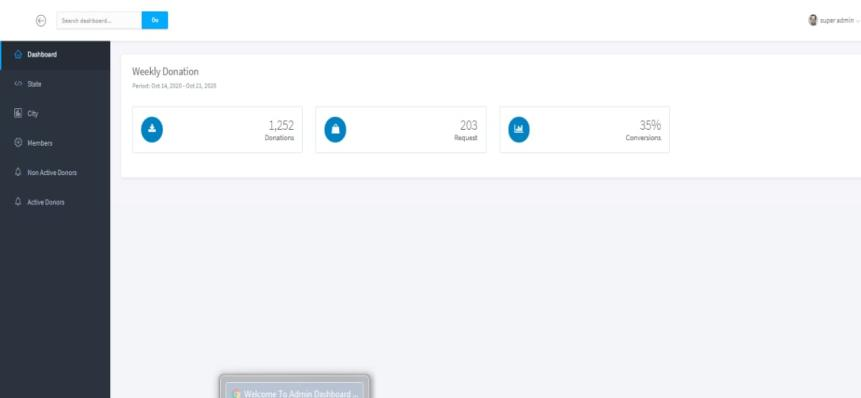 Search dashboard...
Go
super admin
Dashboard
State
City
Members
Non Active Donors
Active Donors
Weekly Donation
Period: Oct 14, 2020 - Oct 21, 2020
1,252
Donations
203
Request
35%
Conversions
Welcome To Admin Dashboard ...